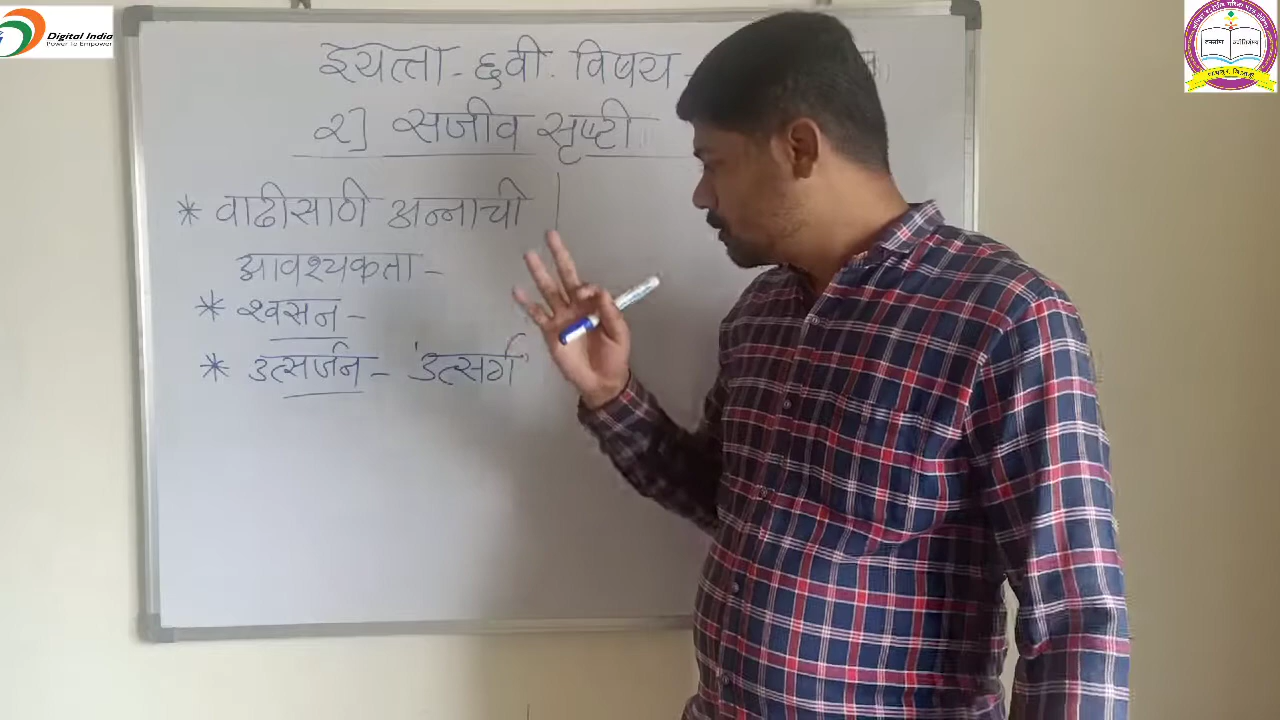 Digital India
Power To Empower
इयत्ता - ६वी. विषय -
२] सजीव सृष्टी
* वाढीसाठी अन्नाची
आवश्यकता -
* श्वसन -
* उत्सर्जन - 'उत्सर्ग'